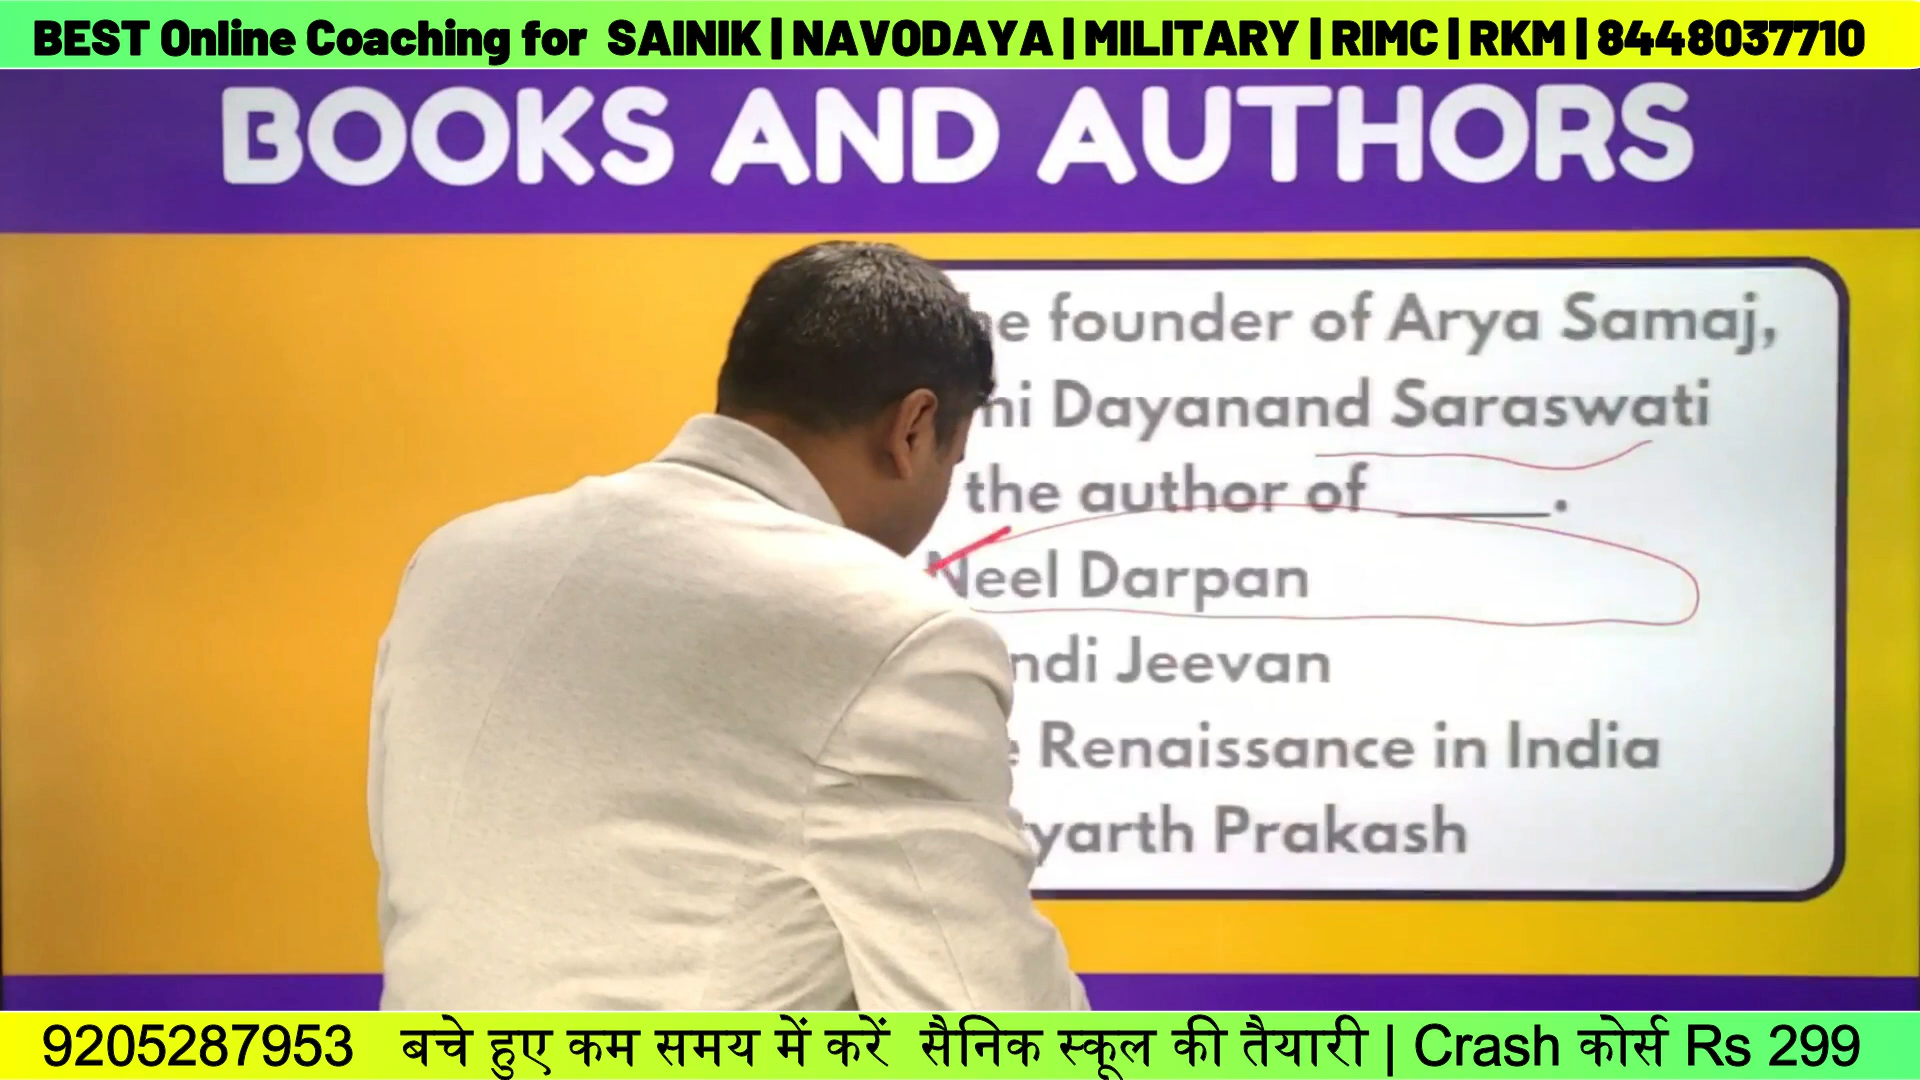 BEST Online Coaching for SAINIK | NAVODAYA | MILITARY | RIMC | RKM | 8448037710
BOOKS AND AUTHORS
founder of Arya Samaj,
Dayanand Saraswati
the author of _____.
Neel Darpan
Jeevan
Renaissance in India
Prakash
9205287953 बचे हुए कम समय में करें सैनिक स्कूल की तैयारी | Crash कोर्स Rs 299